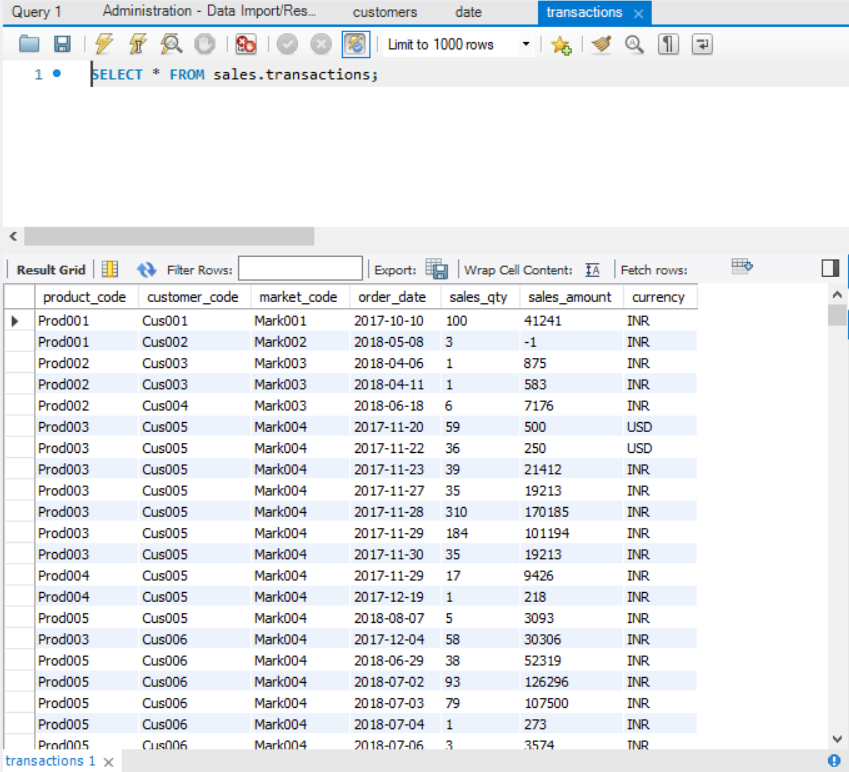 Query 1 Administration - Data Import/Res... customers date transactions
Limit to 1000 rows
1 SELECT * FROM sales.transactions;
Result Grid Filter Rows: Export: Wrap Cell Content: Fetch rows:
product_code customer_code market_code order_date sales_qty sales_amount currency
Prod001 Cus001 Mark001 2017-10-10 100 41241 INR
Prod001 Cus002 Mark002 2018-05-08 3 -1 INR
Prod002 Cus003 Mark003 2018-04-06 1 875 INR
Prod002 Cus003 Mark003 2018-04-11 1 583 INR
Prod002 Cus004 Mark003 2018-06-18 6 7176 INR
Prod003 Cus005 Mark004 2017-11-20 59 500 USD
Prod003 Cus005 Mark004 2017-11-22 36 250 USD
Prod003 Cus005 Mark004 2017-11-23 39 21412 INR
Prod003 Cus005 Mark004 2017-11-27 35 19213 INR
Prod003 Cus005 Mark004 2017-11-28 310 170185 INR
Prod003 Cus005 Mark004 2017-11-29 184 101194 INR
Prod003 Cus005 Mark004 2017-11-30 35 19213 INR
Prod004 Cus005 Mark004 2017-11-29 17 9426 INR
Prod004 Cus005 Mark004 2017-12-19 1 218 INR
Prod005 Cus005 Mark004 2018-08-07 5 3093 INR
Prod003 Cus006 Mark004 2017-12-04 58 30306 INR
Prod005 Cus006 Mark004 2018-06-29 38 52319 INR
Prod005 Cus006 Mark004 2018-07-02 93 126296 INR
Prod005 Cus006 Mark004 2018-07-03 79 107500 INR
Prod005 Cus006 Mark004 2018-07-04 1 273 INR
Prod005 Cus006 Mark004 2018-07-06 3 3574 INR
transactions 1